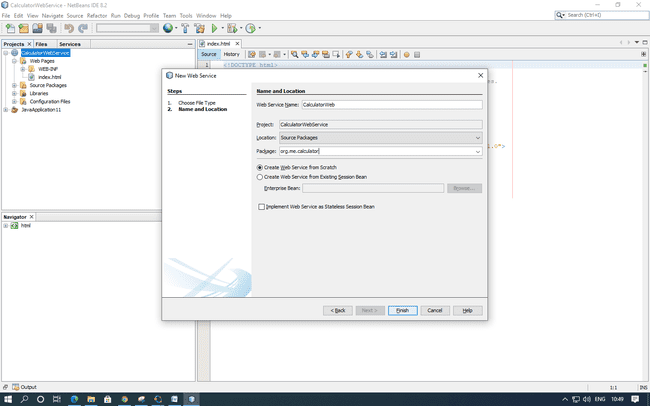 CalculatorWebService - NetBeans IDE 8.2
File Edit View Navigate Source Refactor Run Debug Profile Team Tools Window Help
Search (Ctrl+I)
Projects Files Services
index.html
CalculatorWebService
Source History
Web Pages
1 <!DOCTYPE html>
WEB-INF
index.html
Source Packages
Libraries
Configuration Files
JavaApplication11
New Web Service
Steps
1. Choose File Type
2. Name and Location
Name and Location
Web Service Name: CalculatorWeb
Project: CalculatorWebService
Location: Source Packages
Package: org.me.calculator
Create Web Service from Scratch
Create Web Service from Existing Session Bean
Enterprise Bean:
Browse...
Implement Web Service as Stateless Session Bean
Navigator
html
< Back Next > Finish Cancel Help
Output
1:1 INS
ENG 10:49